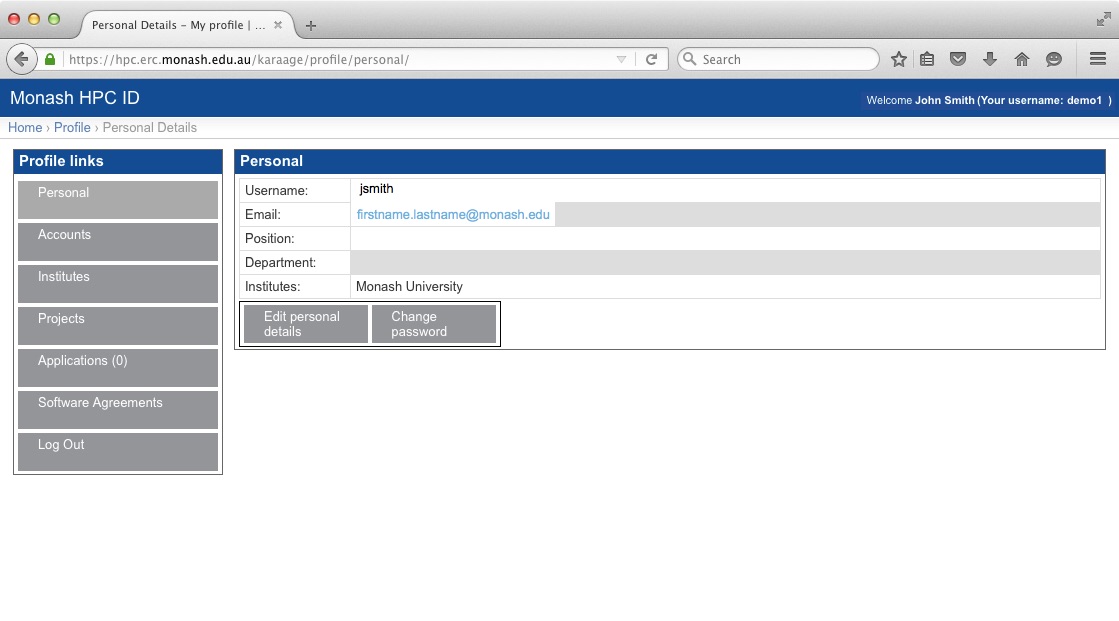 Personal Details – My profile | ...
https://hpc.erc.monash.edu.au/karaage/profile/personal/
Search
Monash HPC ID
Welcome John Smith (Your username: demo1 )
Home › Profile › Personal Details
Profile links
Personal
Accounts
Institutes
Projects
Applications (0)
Software Agreements
Log Out
Personal
Username: jsmith
Email: firstname.lastname@monash.edu
Position:
Department:
Institutes: Monash University
Edit personal
details
Change
password